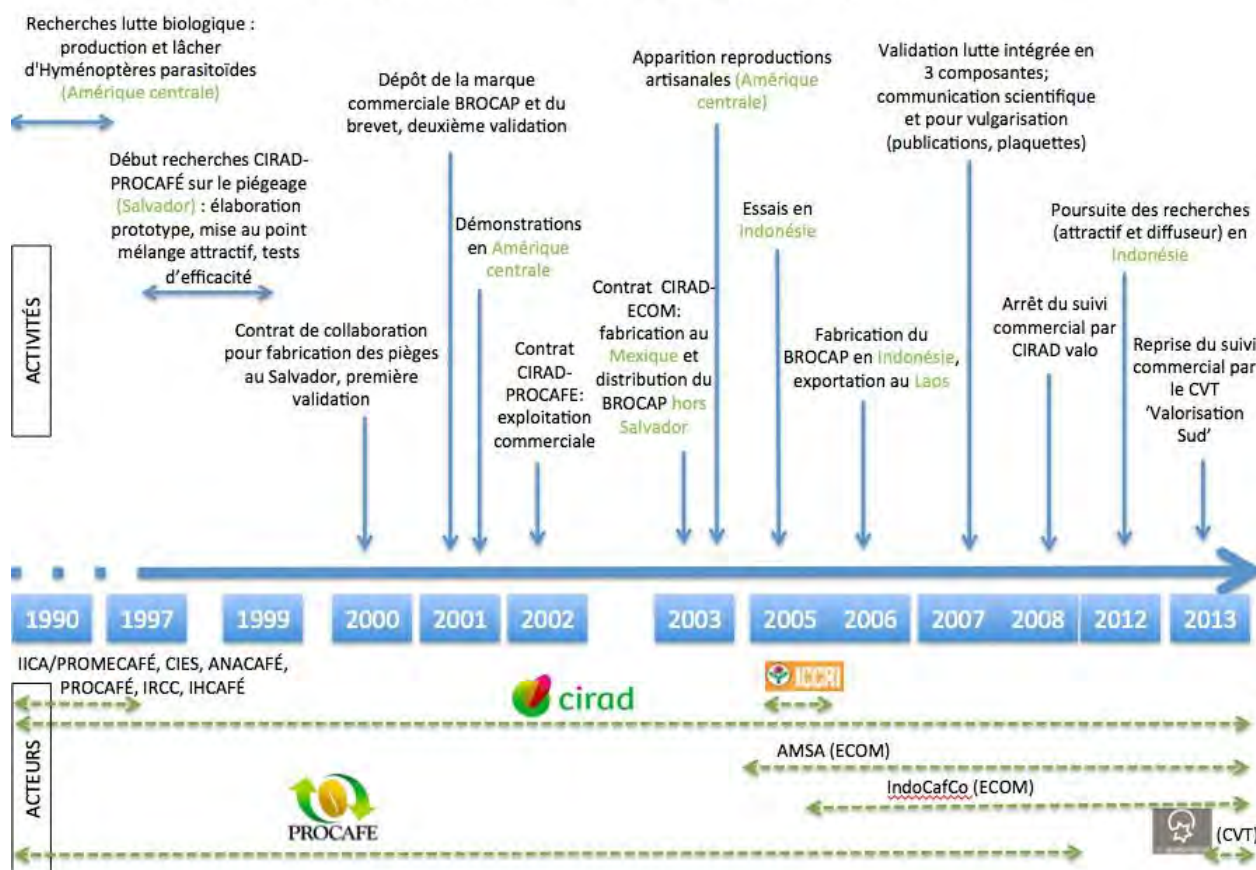 Recherches lutte biologique :
production et lâcher
d'Hyménoptères parasitoïdes
(Amérique centrale)
Début recherches CIRAD-
PROCAFÉ sur le piégeage
(Salvador) : élaboration
prototype, mise au point
mélange attractif, tests
d'efficacité
Contrat de collaboration
pour fabrication des pièges
au Salvador, première
validation
Dépôt de la marque
commerciale BROCAP et du
brevet, deuxième validation
Démonstrations
en Amérique
centrale
Contrat
CIRAD-
PROCAFE:
exploitation
commerciale
Contrat CIRAD-
ECOM:
fabrication au
Mexique et
distribution du
BROCAP hors
Salvador
Apparition reproductions
artisanales (Amérique
centrale)
Essais en
Indonésie
Fabrication du
BROCAP en Indonésie,
exportation au Laos
Validation lutte intégrée en
3 composantes;
communication scientifique
et pour vulgarisation
(publications, plaquettes)
Arrêt du suivi
commercial par
CIRAD valo
Poursuite des recherches
(attractif et diffuseur) en
Indonésie
Reprise du suivi
commercial par
le CVT
'Valorisation
Sud'
ACTIVITÉS
1990 1997 1999 2000 2001 2002 2003 2005 2006 2007 2008 2012 2013
ACTEURS
IICA/PROMECAFÉ, CIES, ANACAFÉ,
PROCAFÉ, IRCC, IHCAFÉ
cirad
ICCRI
AMSA (ECOM)
IndoCafCo (ECOM)
PROCAFE
(CVT)